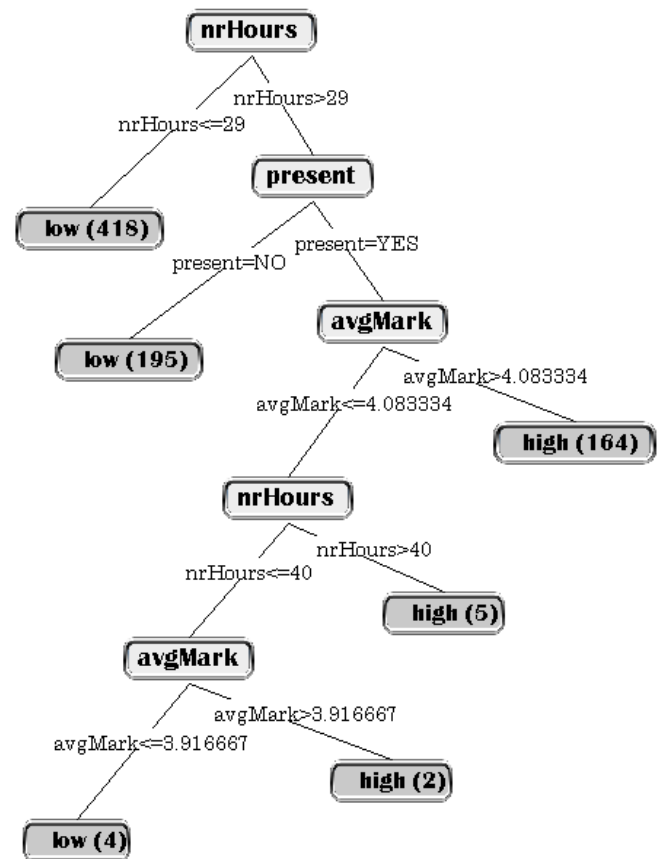 nrHours
nrHours>29
nrHours<=29
present
low (418)
present=YES
present=NO
avgMark
low (195)
avgMark>4.083334
avgMark<=4.083334
high (164)
nrHours
nrHours>40
nrHours<=40
high (5)
avgMark
avgMark>3.916667
avgMark<=3.916667
high (2)
low (4)